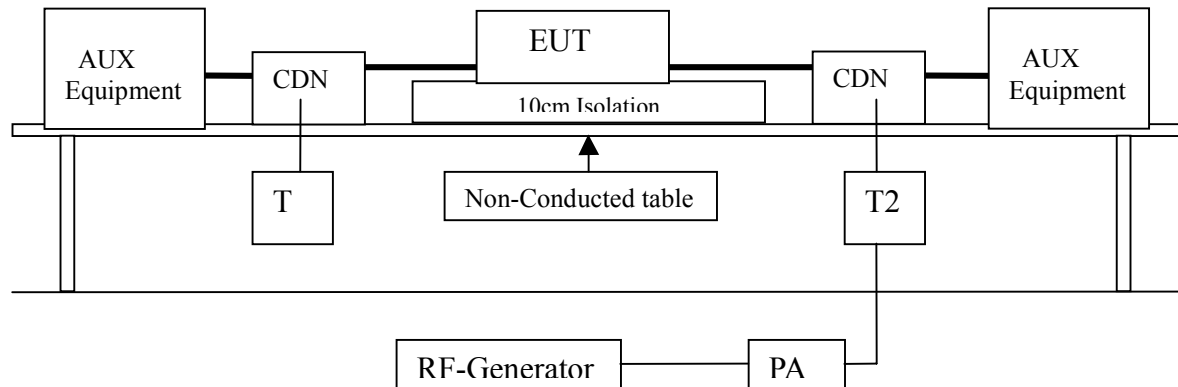 AUX
Equipment
CDN
EUT
10cm Isolation
CDN
AUX
Equipment
T
Non-Conducted table
T2
RF-Generator
PA